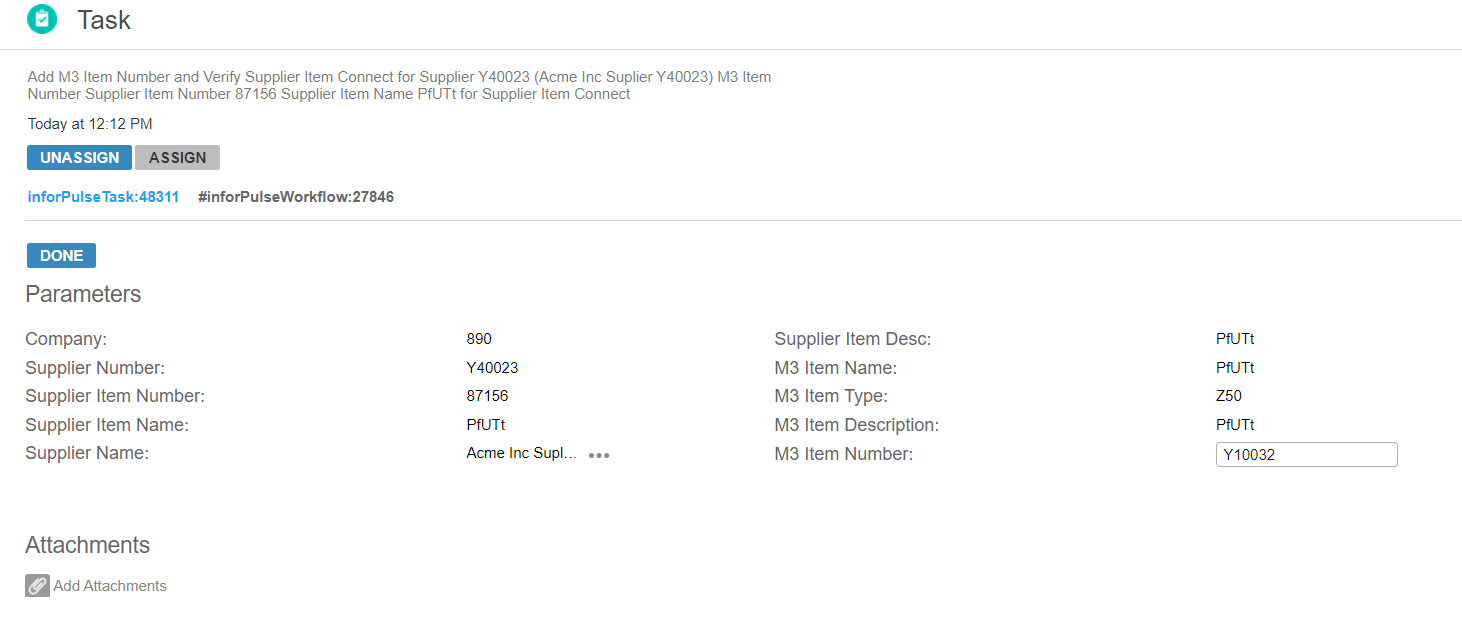 Task
Add M3 Item Number and Verify Supplier Item Connect for Supplier Y40023 (Acme Inc Suplier Y40023) M3 Item
Number Supplier Item Number 87156 Supplier Item Name PfUTt for Supplier Item Connect
Today at 12:12 PM
UNASSIGN ASSIGN
inforPulseTask:48311 #inforPulseWorkflow:27846
DONE
Parameters
Company: 890 Supplier Item Desc: PfUTt
Supplier Number: Y40023 M3 Item Name: PfUTt
Supplier Item Number: 87156 M3 Item Type: Z50
Supplier Item Name: PfUTt M3 Item Description: PfUTt
Supplier Name: Acme Inc Supl... M3 Item Number: Y10032
Attachments
Add Attachments